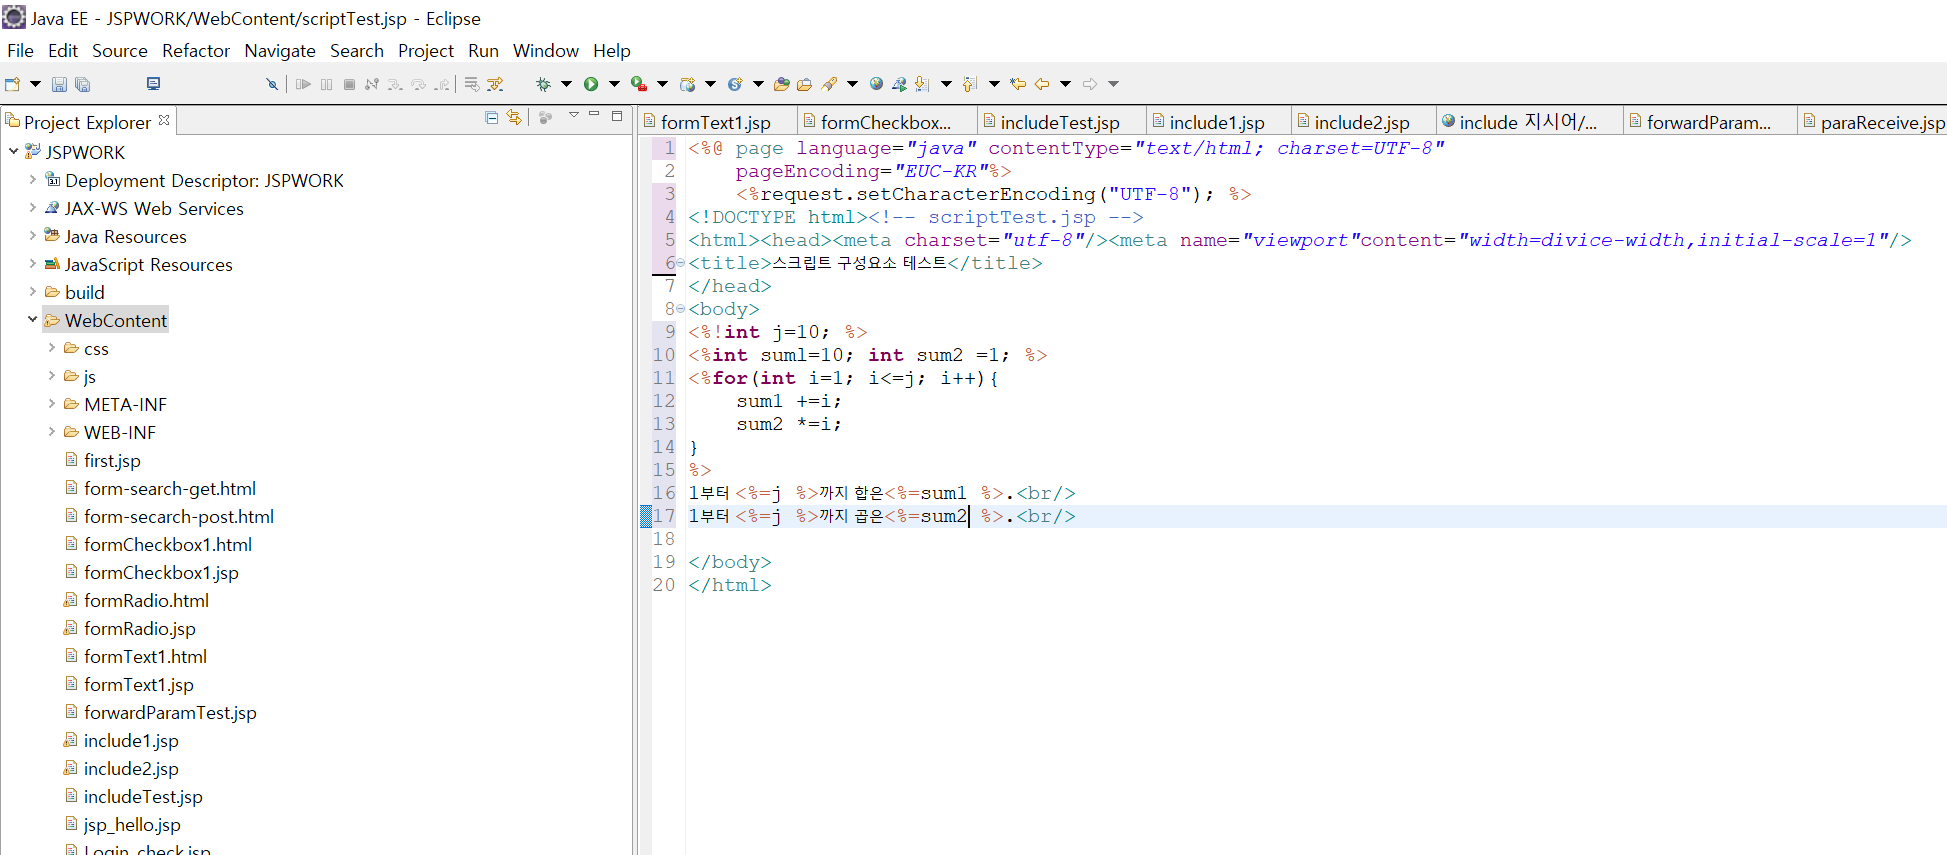 Java EE - JSPWORK/WebContent/scriptTest.jsp - Eclipse
File Edit Source Refactor Navigate Search Project Run Window Help
Project Explorer
formText1.jsp formCheckbox... includeTest.jsp include1.jsp include2.jsp include 지시어/... forwardParam... paraReceive.jsp
JSPWORK
Deployment Descriptor: JSPWORK
JAX-WS Web Services
Java Resources
JavaScript Resources
build
WebContent
css
js
META-INF
WEB-INF
first.jsp
form-search-get.html
form-secarch-post.html
formCheckbox1.html
formCheckbox1.jsp
formRadio.html
formRadio.jsp
formText1.html
formText1.jsp
forwardParamTest.jsp
include1.jsp
include2.jsp
includeTest.jsp
jsp_hello.jsp
Login_check.jsp
1 <%@ page language="java" contentType="text/html; charset=UTF-8"
2 pageEncoding="EUC-KR"%>
3 <%request.setCharacterEncoding("UTF-8"); %>
4 <!DOCTYPE html><!-- scriptTest.jsp -->
5 <html><head><meta charset="utf-8"/><meta name="viewport"content="width=divice-width,initial-scale=1"/>
6 <title>스크립트 구성요소 테스트</title>
7 </head>
8 <body>
9 <%!int j=10; %>
10 <%int sum1=10; int sum2 =1; %>
11 <%for(int i=1; i<=j; i++){
12 sum1 +=i;
13 sum2 *=i;
14 }
15 %>
16 1부터 <%=j %>까지 합은<%=sum1 %>.<br/>
17 1부터 <%=j %>까지 곱은<%=sum2 %>.<br/>
18
19 </body>
20 </html>